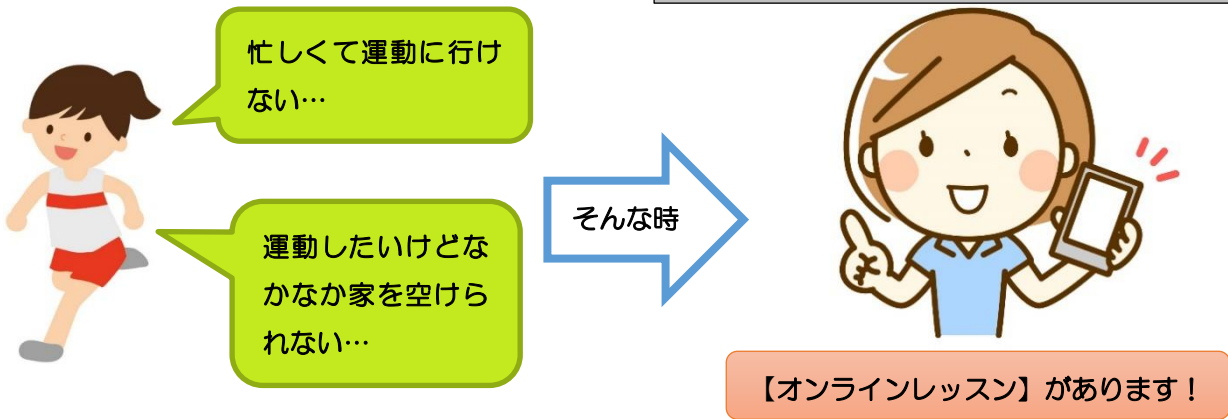 忙しくて運動に行け
ない…
運動したいけどな
かなか家を空けら
れない…
そんな時
【オンラインレッスン】があります！